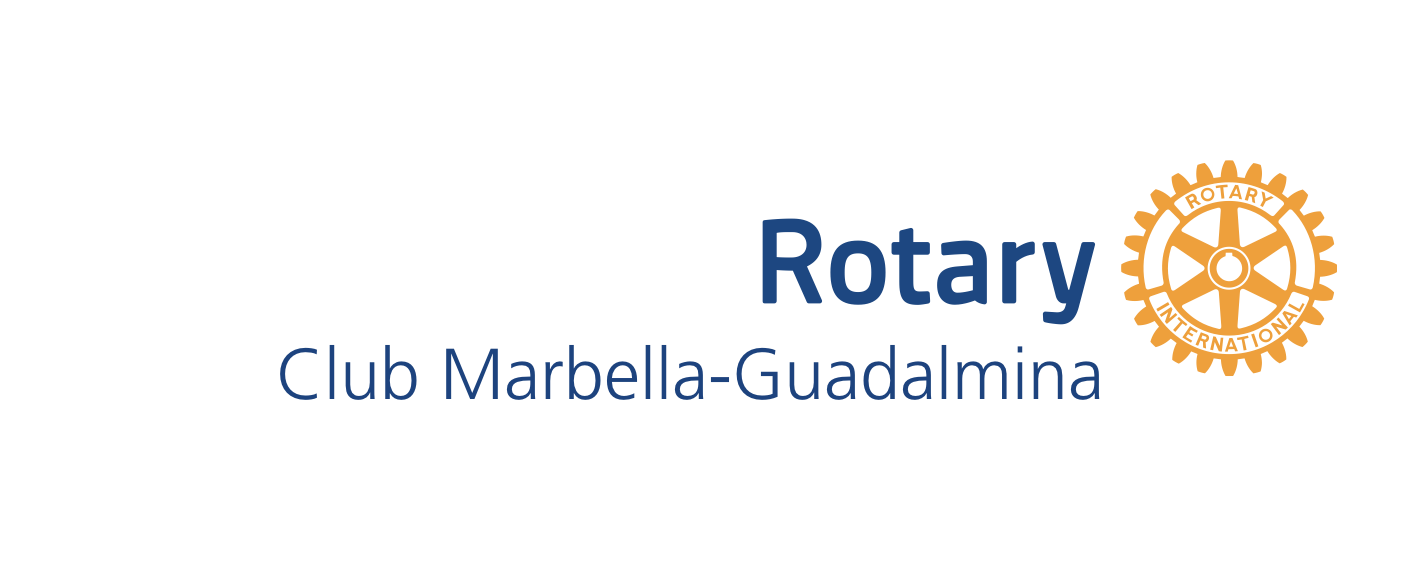 Rotary
Club Marbella-Guadalmina
ROTARY
INTERNATIONAL